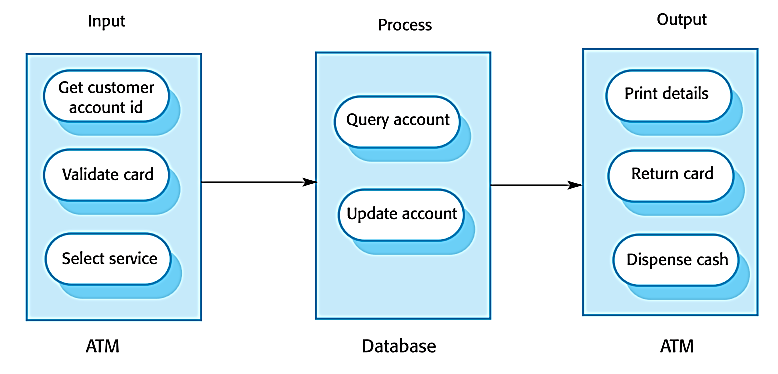 Input
Process
Output
Get customer
account id
Validate card
Select service
Query account
Update account
Print details
Return card
Dispense cash
ATM
Database
ATM